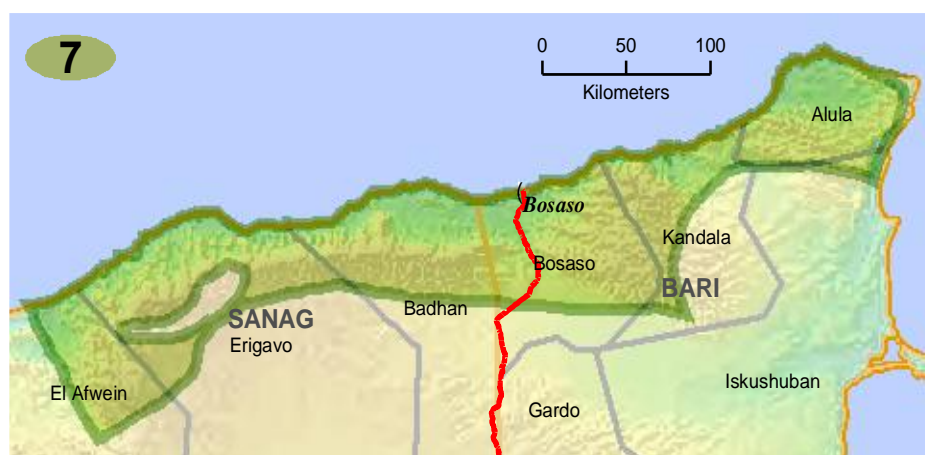 7
0 50 100
Kilometers
Alula
Bosaso
Kandala
Bosaso
BARI
Badhan
SANAG
Erigavo
El Afwein
Iskushuban
Gardo